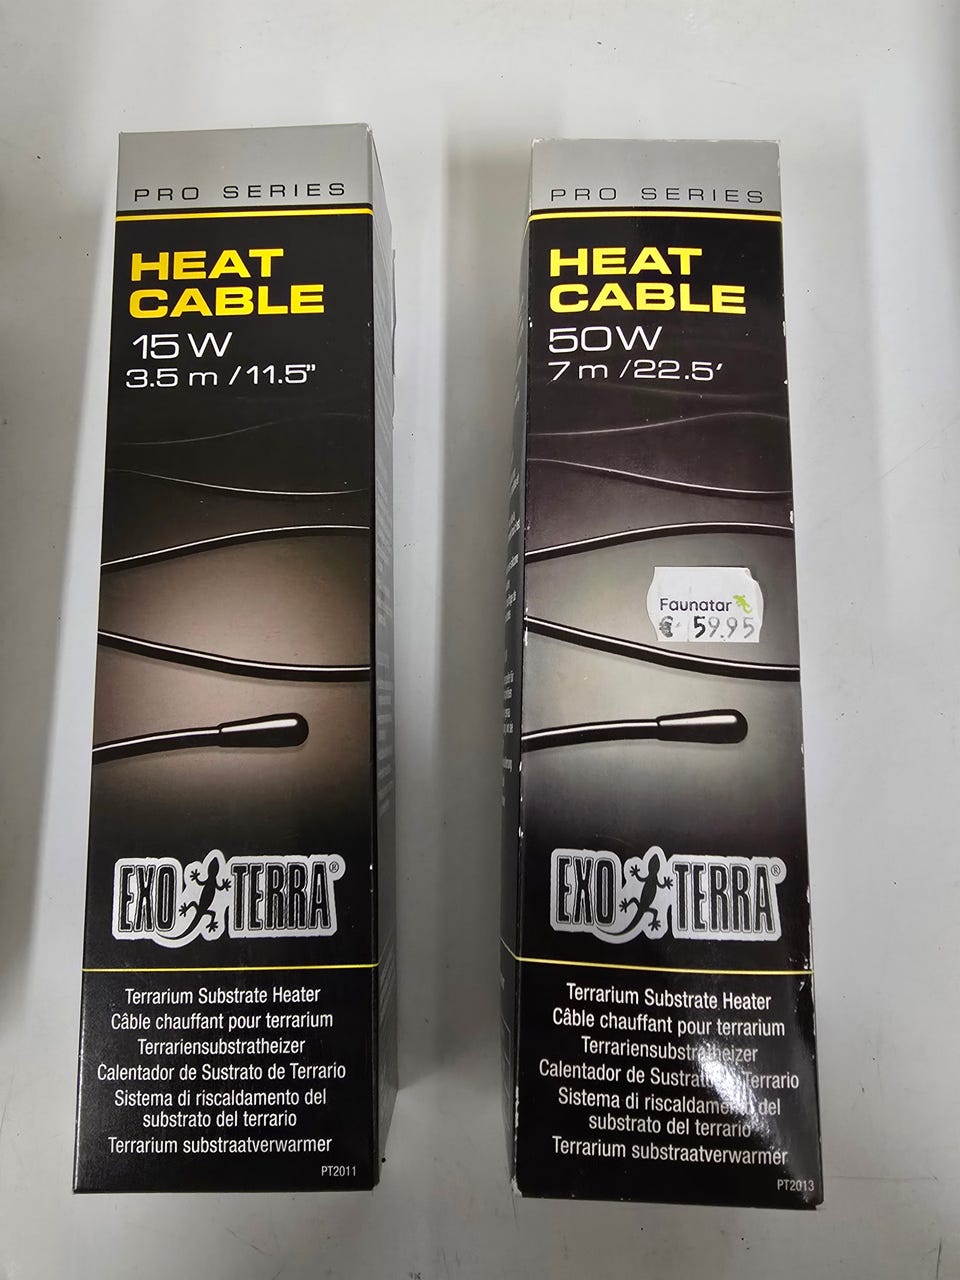 PRO SERIES
HEAT
CABLE
15 W
3.5 m / 11.5”
EXO TERRA®
Terrarium Substrate Heater
Câble chauffant pour terrarium
Terrariensubstratheizer
Calentador de Sustrato de Terrario
Sistema di riscaldamento del
substrato del terrario
Terrarium substraatverwarmer
PT2011
PRO SERIES
HEAT
CABLE
50W
7 m /22.5’
Faunatar
€ 59.95
EXO TERRA®
Terrarium Substrate Heater
Câble chauffant pour terrarium
Terrariensubstratheizer
Calentador de Sustrato de Terrario
Sistema di riscaldamento del
substrato del terrario
Terrarium substraatverwarmer
PT2013